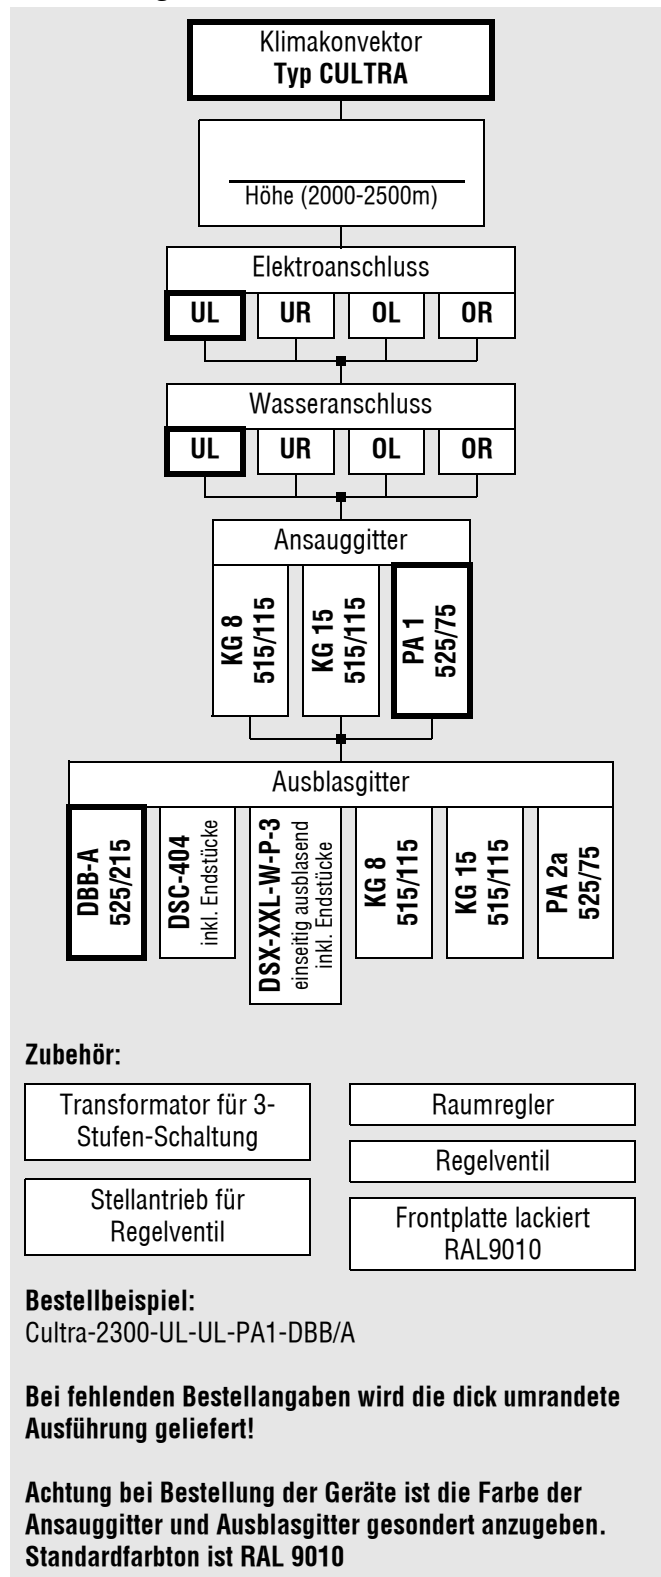 Klimakonvektor
Typ CULTRA
Höhe (2000-2500m)
Elektroanschluss
UL
UR
OL
OR
Wasseranschluss
UL
UR
OL
OR
Ansauggitter
KG 8
515/115
KG 15
515/115
PA 1
525/75
Ausblasgitter
DBB-A
525/215
DSC-404
inkl. Endstücke
DSX-XXL-W-P-3
einseitig ausblasend
inkl. Endstücke
KG 8
515/115
KG 15
515/115
PA 2a
525/75
Zubehör:
Transformator für 3-
Stufen-Schaltung
Stellantrieb für
Regelventil
Raumregler
Regelventil
Frontplatte lackiert
RAL9010
Bestellbeispiel:
Cultra-2300-UL-UL-PA1-DBB/A
Bei fehlenden Bestellangaben wird die dick umrandete
Ausführung geliefert!
Achtung bei Bestellung der Geräte ist die Farbe der
Ansauggitter und Ausblasgitter gesondert anzugeben.
Standardfarbton ist RAL 9010